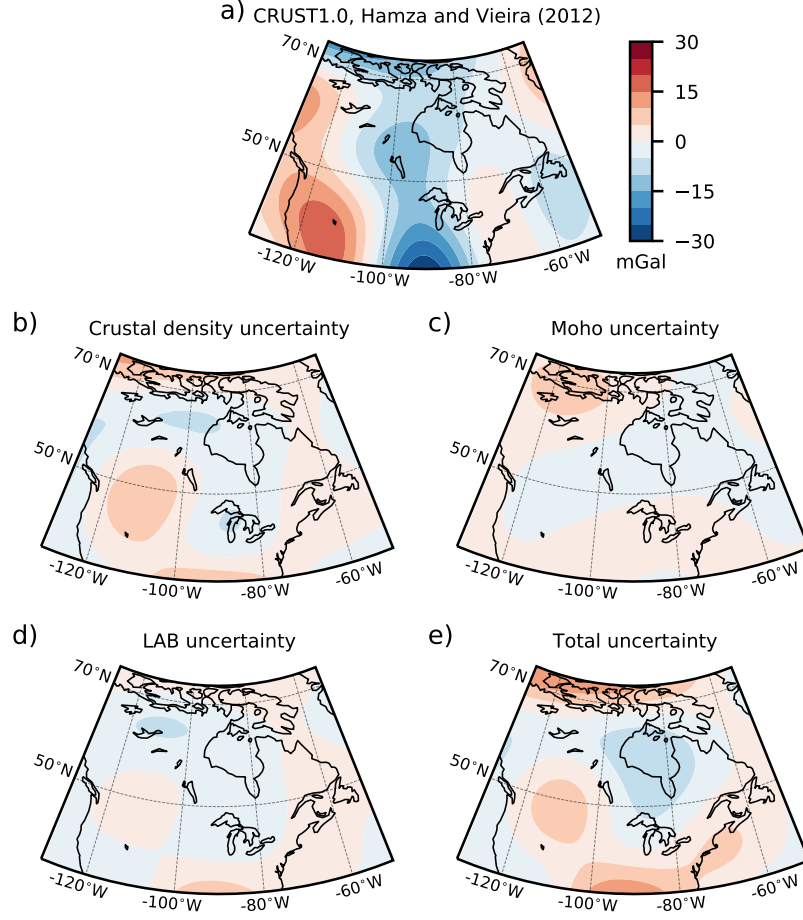 a) CRUST1.0, Hamza and Vieira (2012)
70°N
50°N
-120°W
-100°W
-80°W
-60°W
30
15
0
−15
−30
mGal
b) Crustal density uncertainty
70°N
50°N
-120°W
-100°W
-80°W
-60°W
c) Moho uncertainty
70°N
50°N
-120°W
-100°W
-80°W
-60°W
d) LAB uncertainty
70°N
50°N
-120°W
-100°W
-80°W
-60°W
e) Total uncertainty
70°N
50°N
-120°W
-100°W
-80°W
-60°W